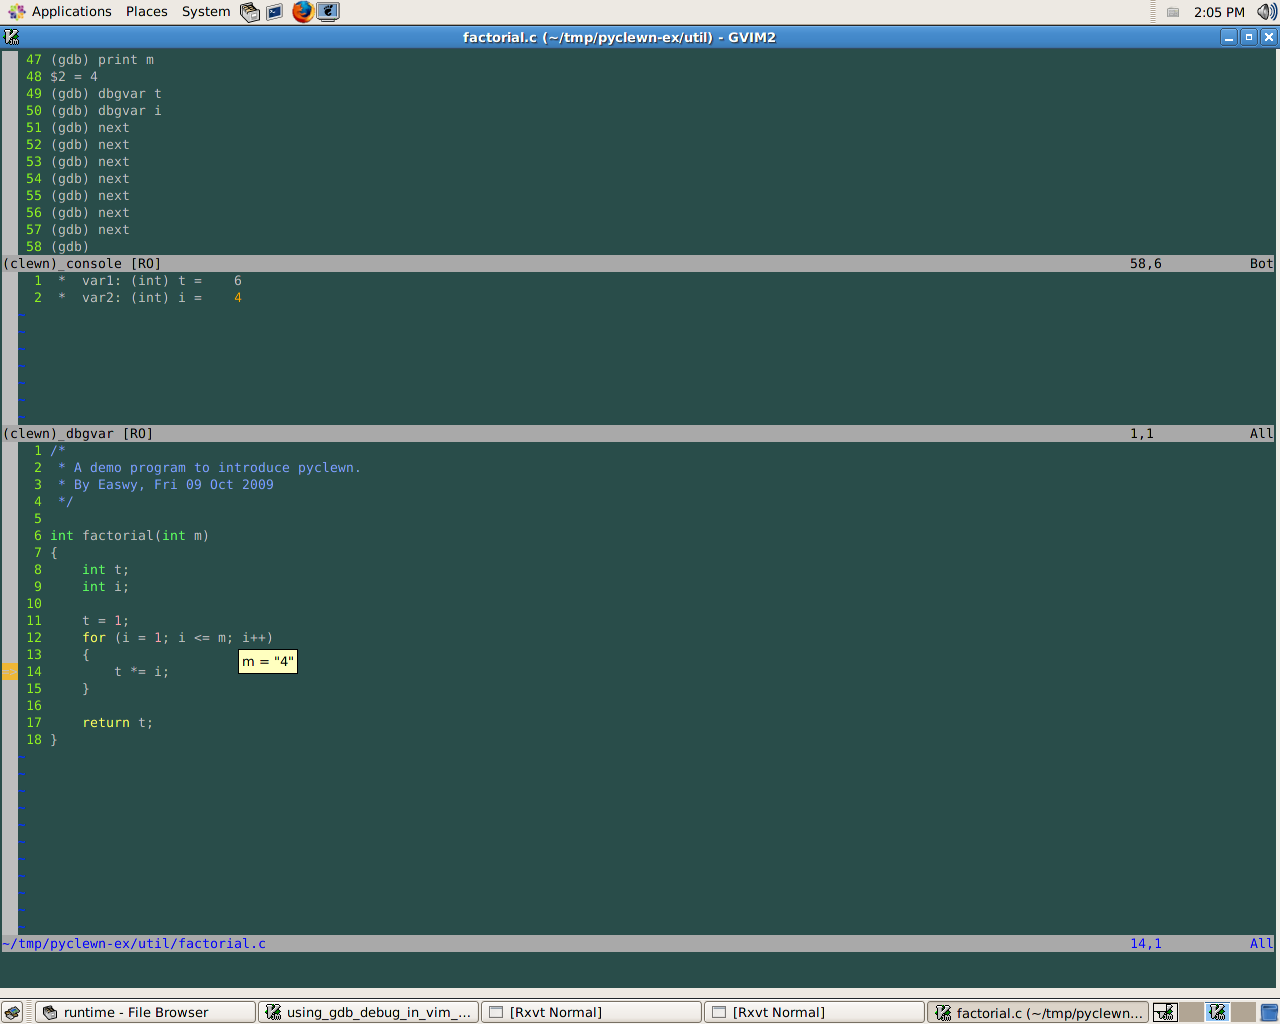 Applications Places System 2:05 PM
factorial.c (~/tmp/pyclewn-ex/util) - GVIM2
47 (gdb) print m
48 $2 = 4
49 (gdb) dbgvar t
50 (gdb) dbgvar i
51 (gdb) next
52 (gdb) next
53 (gdb) next
54 (gdb) next
55 (gdb) next
56 (gdb) next
57 (gdb) next
58 (gdb)
(clewn)_console [RO] 58,6 Bot
1  *  var1: (int) t =    6
2  *  var2: (int) i =    4
~
~
~
~
~
~
~
(clewn)_dbgvar [RO] 1,1 All
1 /*
2  * A demo program to introduce pyclewn.
3  * By Easwy, Fri 09 Oct 2009
4  */
5
6 int factorial(int m)
7 {
8     int t;
9     int i;
10
11     t = 1;
12     for (i = 1; i <= m; i++)
13     {
m = "4"
14         t *= i;
15     }
16
17     return t;
18 }
~
~
~
~
~
~
~
~
~
~
~
~/tmp/pyclewn-ex/util/factorial.c 14,1 All
runtime - File Browser using_gdb_debug_in_vim_... [Rxvt Normal] [Rxvt Normal] factorial.c (~/tmp/pyclewn...